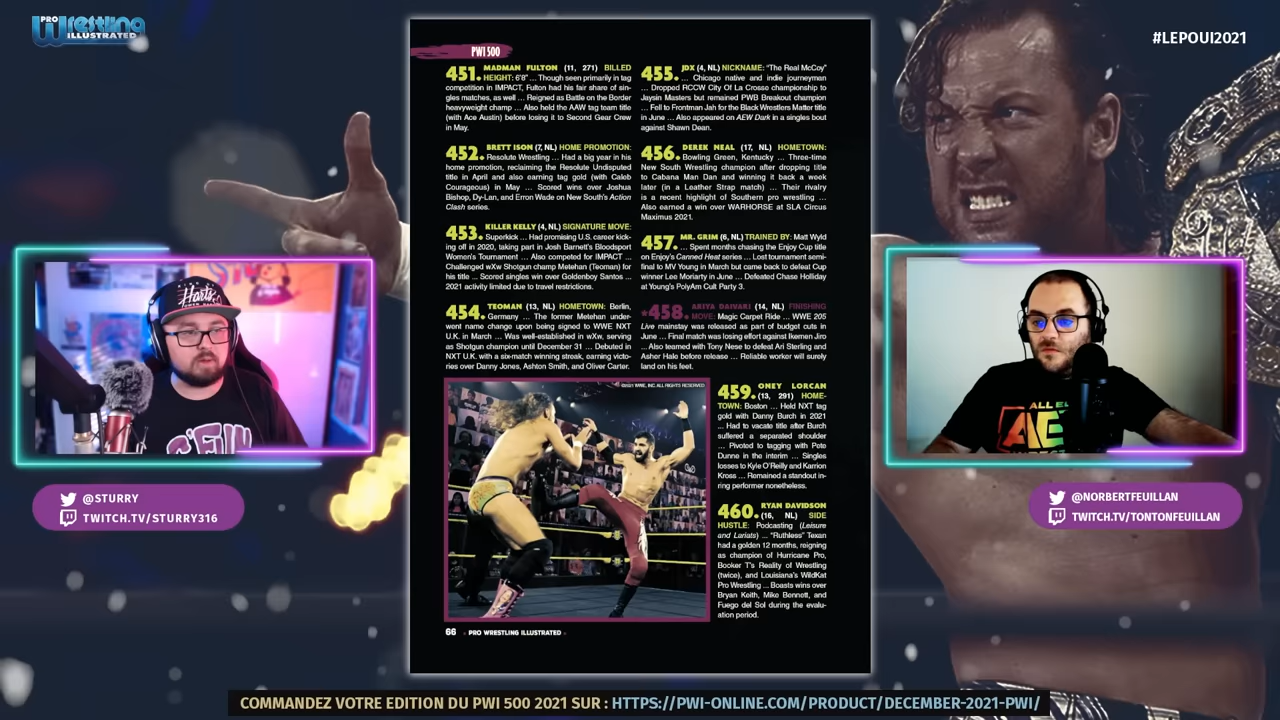 PRO
Wrestling
ILLUSTRATED
#LEPOUI2021
PWI 500
451. MADMAN FULTON (11, 271) BILLED
HEIGHT: 6'8" ... Though seen primarily in tag
competition in IMPACT, Fulton had his fair share of sin-
gles matches, as well ... Reigned as Battle on the Border
heavyweight champ ... Also held the AAW tag team title
(with Ace Austin) before losing it to Second Gear Crew
in May.
452. BRETT ISON (7, NL) HOME PROMOTION:
Resolute Wrestling ... Had a big year in his
home promotion, reclaiming the Resolute Undisputed
title in April and also earning tag gold (with Caleb
Courageous) in May ... Scored wins over Joshua
Bishop, Dy-Lan, and Erron Wade on New South's Action
Clash series.
453. KILLER KELLY (4, NL) SIGNATURE MOVE:
Superkick ... Had promising U.S. career kick-
ing off in 2020, taking part in Josh Barnett's Bloodsport
Women's Tournament ... Also competed for IMPACT ...
Challenged wXw Shotgun champ Metehan (Teoman) for
his title ... Scored singles win over Goldenboy Santos ...
2021 activity limited due to travel restrictions.
454. TEOMAN (13, NL) HOMETOWN: Berlin,
Germany ... The former Metehan under-
went name change upon being signed to WWE NXT
U.K. in March ... Was well-established in wXw, serving
as Shotgun champion until December 31 ... Debuted in
NXT U.K. with a six-match winning streak, earning victo-
ries over Danny Jones, Ashton Smith, and Oliver Carter.
455. JDX (4, NL) NICKNAME: "The Real McCoy"
... Chicago native and indie journeyman
... Dropped RCCW City Of La Crosse championship to
Jaysin Masters but remained PWB Breakout champion
... Fell to Frontman Jah for the Black Wrestlers Matter title
in June ... Also appeared on AEW Dark in a singles bout
against Shawn Dean.
456. DEREK NEAL (17, NL) HOMETOWN:
Bowling Green, Kentucky ... Three-time
New South Wrestling champion after dropping title
to Cabana Man Dan and winning it back a week
later (in a Leather Strap match) ... Their rivalry
is a recent highlight of Southern pro wrestling ...
Also earned a win over WARHORSE at SLA Circus
Maximus 2021.
457. MR. GRIM (6, NL) TRAINED BY: Matt Wyld
... Spent months chasing the Enjoy Cup title
on Enjoy's Canned Heat series ... Lost tournament semi-
final to MV Young in March but came back to defeat Cup
winner Lee Moriarty in June ... Defeated Chase Holliday
at Young's PolyAm Cult Party 3.
*458. ARIYA DAIVARI (14, NL) FINISHING
MOVE: Magic Carpet Ride ... WWE 205
Live mainstay was released as part of budget cuts in
June ... Final match was losing effort against Ikemen Jiro
... Also teamed with Tony Nese to defeat Ari Sterling and
Asher Hale before release ... Reliable worker will surely
land on his feet.
©2021 WWE, INC. ALL RIGHTS RESERVED
459. ONEY LORCAN
(13, 291) HOME-
TOWN: Boston ... Held NXT tag
gold with Danny Burch in 2021
... Had to vacate title after Burch
suffered a separated shoulder
... Pivoted to tagging with Pete
Dunne in the interim ... Singles
losses to Kyle O'Reilly and Karrion
Kross ... Remained a standout in-
ring performer nonetheless.
460. RYAN DAVIDSON
(16, NL) SIDE
HUSTLE: Podcasting (Leisure
and Lariats) ... "Ruthless" Texan
had a golden 12 months, reigning
as champion of Hurricane Pro,
Booker T's Reality of Wrestling
(twice), and Louisiana's WildKat
Pro Wrestling ... Boasts wins over
Bryan Keith, Mike Bennett, and
Fuego del Sol during the evalu-
ation period.
66 • PRO WRESTLING ILLUSTRATED •
Harts
ALL EL
AE
@STURRY
TWITCH.TV/STURRY316
@NORBERTFEUILLAN
TWITCH.TV/TONTONFEUILLAN
COMMANDEZ VOTRE EDITION DU PWI 500 2021 SUR : HTTPS://PWI-ONLINE.COM/PRODUCT/DECEMBER-2021-PWI/